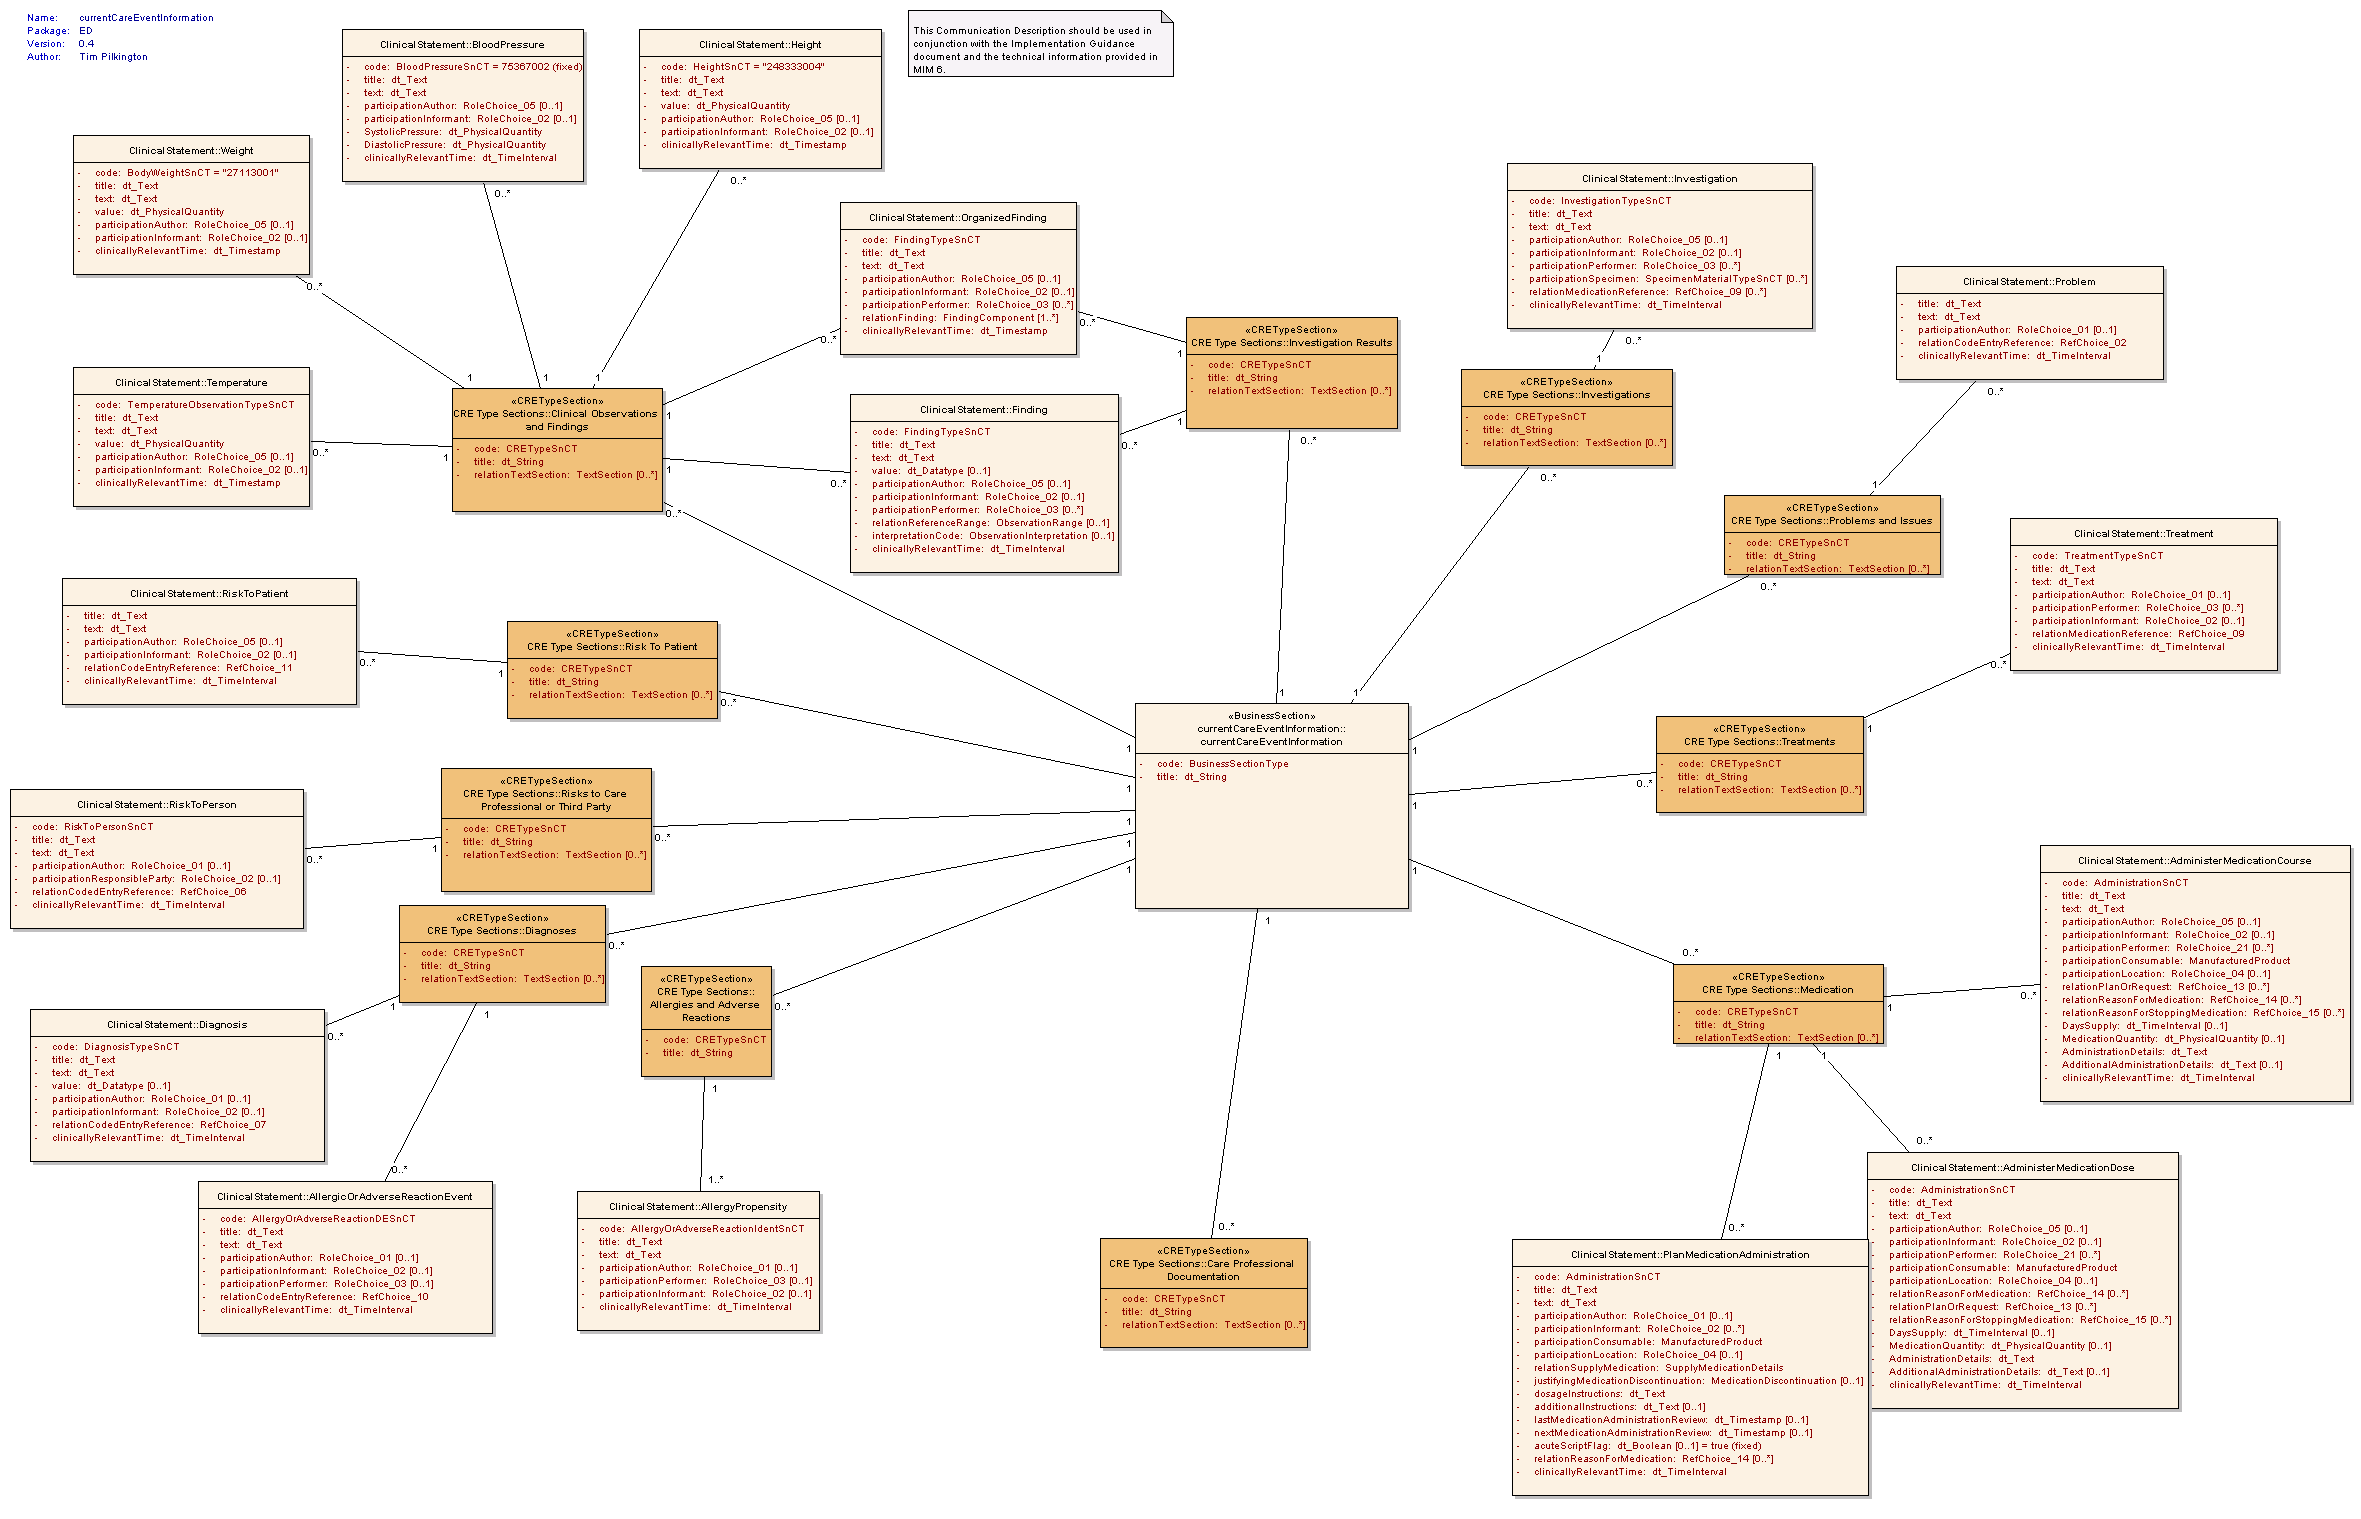 Name: currentCareEventInformation
Package: ED
Version: 0.4
Author: Tim Pilkington
This Communication Description should be used in
conjunction with the Implementation Guidance
document and the technical information provided in
MIM 6.
ClinicalStatement::BloodPressure
- code: BloodPressureSnCT = 75367002 (fixed)
- title: dt_Text
- text: dt_Text
- participationAuthor: RoleChoice_05 [0..1]
- participationInformant: RoleChoice_02 [0..1]
- SystolicPressure: dt_PhysicalQuantity
- DiastolicPressure: dt_PhysicalQuantity
- clinicallyRelevantTime: dt_TimeInterval
0..*
1
ClinicalStatement::Height
- code: HeightSnCT = "248333004"
- title: dt_Text
- text: dt_Text
- value: dt_PhysicalQuantity
- participationAuthor: RoleChoice_05 [0..1]
- participationInformant: RoleChoice_02 [0..1]
- clinicallyRelevantTime: dt_Timestamp
0..*
1
ClinicalStatement::Weight
- code: BodyWeightSnCT = "27113001"
- title: dt_Text
- text: dt_Text
- value: dt_PhysicalQuantity
- participationAuthor: RoleChoice_05 [0..1]
- participationInformant: RoleChoice_02 [0..1]
- clinicallyRelevantTime: dt_Timestamp
0..*
1
ClinicalStatement::OrganizedFinding
- code: FindingTypeSnCT
- title: dt_Text
- text: dt_Text
- participationAuthor: RoleChoice_05 [0..1]
- participationInformant: RoleChoice_02 [0..1]
- participationPerformer: RoleChoice_03 [0..*]
- relationFinding: FindingComponent [1..*]
- clinicallyRelevantTime: dt_Timestamp
0..*
1
0..*
1
ClinicalStatement::Investigation
- code: InvestigationTypeSnCT
- title: dt_Text
- text: dt_Text
- participationAuthor: RoleChoice_05 [0..1]
- participationInformant: RoleChoice_02 [0..1]
- participationPerformer: RoleChoice_03 [0..*]
- participationSpecimen: SpecimenMaterialTypeSnCT [0..*]
- relationMedicationReference: RefChoice_09 [0..*]
- clinicallyRelevantTime: dt_TimeInterval
0..*
1
ClinicalStatement::Problem
- title: dt_Text
- text: dt_Text
- participationAuthor: RoleChoice_01 [0..1]
- relationCodeEntryReference: RefChoice_02
- clinicallyRelevantTime: dt_TimeInterval
0..*
1
«CRETypeSection»
CRE Type Sections::Investigation Results
- code: CRETypeSnCT
- title: dt_String
- relationTextSection: TextSection [0..*]
0..*
1
«CRETypeSection»
CRE Type Sections::Investigations
- code: CRETypeSnCT
- title: dt_String
- relationTextSection: TextSection [0..*]
0..*
1
ClinicalStatement::Temperature
- code: TemperatureObservationTypeSnCT
- title: dt_Text
- text: dt_Text
- value: dt_PhysicalQuantity
- participationAuthor: RoleChoice_05 [0..1]
- participationInformant: RoleChoice_02 [0..1]
- clinicallyRelevantTime: dt_Timestamp
0..*
1
«CRETypeSection»
CRE Type Sections::Clinical Observations
and Findings
- code: CRETypeSnCT
- title: dt_String
- relationTextSection: TextSection [0..*]
0..*
1
ClinicalStatement::Finding
- code: FindingTypeSnCT
- title: dt_Text
- text: dt_Text
- value: dt_Datatype [0..1]
- participationAuthor: RoleChoice_05 [0..1]
- participationInformant: RoleChoice_02 [0..1]
- participationPerformer: RoleChoice_03 [0..*]
- relationReferenceRange: ObservationRange [0..1]
- interpretationCode: ObservationInterpretation [0..1]
- clinicallyRelevantTime: dt_TimeInterval
0..*
1
0..*
1
«CRETypeSection»
CRE Type Sections::Problems and Issues
- code: CRETypeSnCT
- title: dt_String
- relationTextSection: TextSection [0..*]
0..*
1
ClinicalStatement::Treatment
- code: TreatmentTypeSnCT
- title: dt_Text
- text: dt_Text
- participationAuthor: RoleChoice_01 [0..1]
- participationPerformer: RoleChoice_03 [0..*]
- participationInformant: RoleChoice_02 [0..1]
- relationMedicationReference: RefChoice_09
- clinicallyRelevantTime: dt_TimeInterval
0..*
1
ClinicalStatement::RiskToPatient
- title: dt_Text
- text: dt_Text
- participationAuthor: RoleChoice_05 [0..1]
- participationInformant: RoleChoice_02 [0..1]
- relationCodeEntryReference: RefChoice_11
- clinicallyRelevantTime: dt_TimeInterval
0..*
1
«CRETypeSection»
CRE Type Sections::Risk To Patient
- code: CRETypeSnCT
- title: dt_String
- relationTextSection: TextSection [0..*]
0..*
1
«BusinessSection»
currentCareEventInformation::
currentCareEventInformation
- code: BusinessSectionType
- title: dt_String
«CRETypeSection»
CRE Type Sections::Treatments
- code: CRETypeSnCT
- title: dt_String
- relationTextSection: TextSection [0..*]
0..*
1
ClinicalStatement::RiskToPerson
- code: RiskToPersonSnCT
- title: dt_Text
- text: dt_Text
- participationAuthor: RoleChoice_01 [0..1]
- participationResponsibleParty: RoleChoice_02 [0..1]
- relationCodedEntryReference: RefChoice_06
- clinicallyRelevantTime: dt_TimeInterval
0..*
1
«CRETypeSection»
CRE Type Sections::Risks to Care
Professional or Third Party
- code: CRETypeSnCT
- title: dt_String
- relationTextSection: TextSection [0..*]
0..*
1
«CRETypeSection»
CRE Type Sections::Diagnoses
- code: CRETypeSnCT
- title: dt_String
- relationTextSection: TextSection [0..*]
0..*
1
«CRETypeSection»
CRE Type Sections::
Allergies and Adverse
Reactions
- code: CRETypeSnCT
- title: dt_String
0..*
1
ClinicalStatement::AdministerMedicationCourse
- code: AdministrationSnCT
- title: dt_Text
- text: dt_Text
- participationAuthor: RoleChoice_05 [0..1]
- participationInformant: RoleChoice_02 [0..1]
- participationPerformer: RoleChoice_21 [0..*]
- participationConsumable: ManufacturedProduct
- participationLocation: RoleChoice_04 [0..1]
- relationPlanOrRequest: RefChoice_13 [0..*]
- relationReasonForMedication: RefChoice_14 [0..*]
- relationReasonForStoppingMedication: RefChoice_15 [0..*]
- DaysSupply: dt_TimeInterval [0..1]
- MedicationQuantity: dt_PhysicalQuantity [0..1]
- AdministrationDetails: dt_Text
- AdditionalAdministrationDetails: dt_Text [0..1]
- clinicallyRelevantTime: dt_TimeInterval
0..*
1
«CRETypeSection»
CRE Type Sections::Medication
- code: CRETypeSnCT
- title: dt_String
- relationTextSection: TextSection [0..*]
0..*
1
ClinicalStatement::Diagnosis
- code: DiagnosisTypeSnCT
- title: dt_Text
- text: dt_Text
- value: dt_Datatype [0..1]
- participationAuthor: RoleChoice_01 [0..1]
- participationInformant: RoleChoice_02 [0..1]
- relationCodedEntryReference: RefChoice_07
- clinicallyRelevantTime: dt_TimeInterval
0..*
1
ClinicalStatement::AllergicOrAdverseReactionEvent
- code: AllergyOrAdverseReactionDESnCT
- title: dt_Text
- text: dt_Text
- participationAuthor: RoleChoice_01 [0..1]
- participationInformant: RoleChoice_02 [0..1]
- participationPerformer: RoleChoice_03 [0..1]
- relationCodeEntryReference: RefChoice_10
- clinicallyRelevantTime: dt_TimeInterval
0..*
1
ClinicalStatement::AllergyPropensity
- code: AllergyOrAdverseReactionIdentSnCT
- title: dt_Text
- text: dt_Text
- participationAuthor: RoleChoice_01 [0..1]
- participationPerformer: RoleChoice_03 [0..1]
- participationInformant: RoleChoice_02 [0..1]
- clinicallyRelevantTime: dt_TimeInterval
1..*
1
«CRETypeSection»
CRE Type Sections::Care Professional
Documentation
- code: CRETypeSnCT
- title: dt_String
- relationTextSection: TextSection [0..*]
0..*
1
ClinicalStatement::PlanMedicationAdministration
- code: AdministrationSnCT
- title: dt_Text
- text: dt_Text
- participationAuthor: RoleChoice_01 [0..1]
- participationInformant: RoleChoice_02 [0..*]
- participationConsumable: ManufacturedProduct
- participationLocation: RoleChoice_04 [0..1]
- relationSupplyMedication: SupplyMedicationDetails
- justifyingMedicationDiscontinuation: MedicationDiscontinuation [0..1]
- dosageInstructions: dt_Text
- additionalInstructions: dt_Text [0..1]
- lastMedicationAdministrationReview: dt_Timestamp [0..1]
- nextMedicationAdministrationReview: dt_Timestamp [0..1]
- acuteScriptFlag: dt_Boolean [0..1] = true (fixed)
- relationReasonForMedication: RefChoice_14 [0..*]
- clinicallyRelevantTime: dt_TimeInterval
0..*
1
ClinicalStatement::AdministerMedicationDose
- code: AdministrationSnCT
- title: dt_Text
- text: dt_Text
- participationAuthor: RoleChoice_05 [0..1]
- participationInformant: RoleChoice_02 [0..1]
- participationPerformer: RoleChoice_21 [0..*]
- participationConsumable: ManufacturedProduct
- participationLocation: RoleChoice_04 [0..1]
- relationReasonForMedication: RefChoice_14 [0..*]
- relationPlanOrRequest: RefChoice_13 [0..*]
- relationReasonForStoppingMedication: RefChoice_15 [0..*]
- DaysSupply: dt_TimeInterval [0..1]
- MedicationQuantity: dt_PhysicalQuantity [0..1]
- AdministrationDetails: dt_Text
- AdditionalAdministrationDetails: dt_Text [0..1]
- clinicallyRelevantTime: dt_TimeInterval
0..*
1